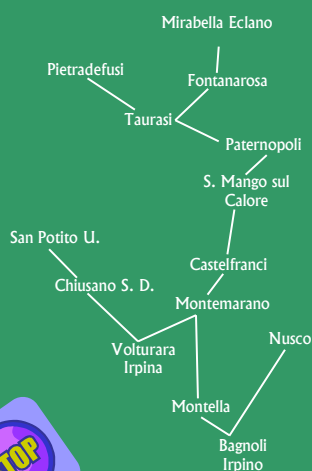 Mirabella Eclano
Pietradefusi
Fontanarosa
Taurasi
Paternopoli
S. Mango sul
Calore
San Potito U.
Castelfranci
Chiusano S. D.
Montemarano
Nusco
Volturara
Irpina
Montella
Bagnoli
Irpino
TOP